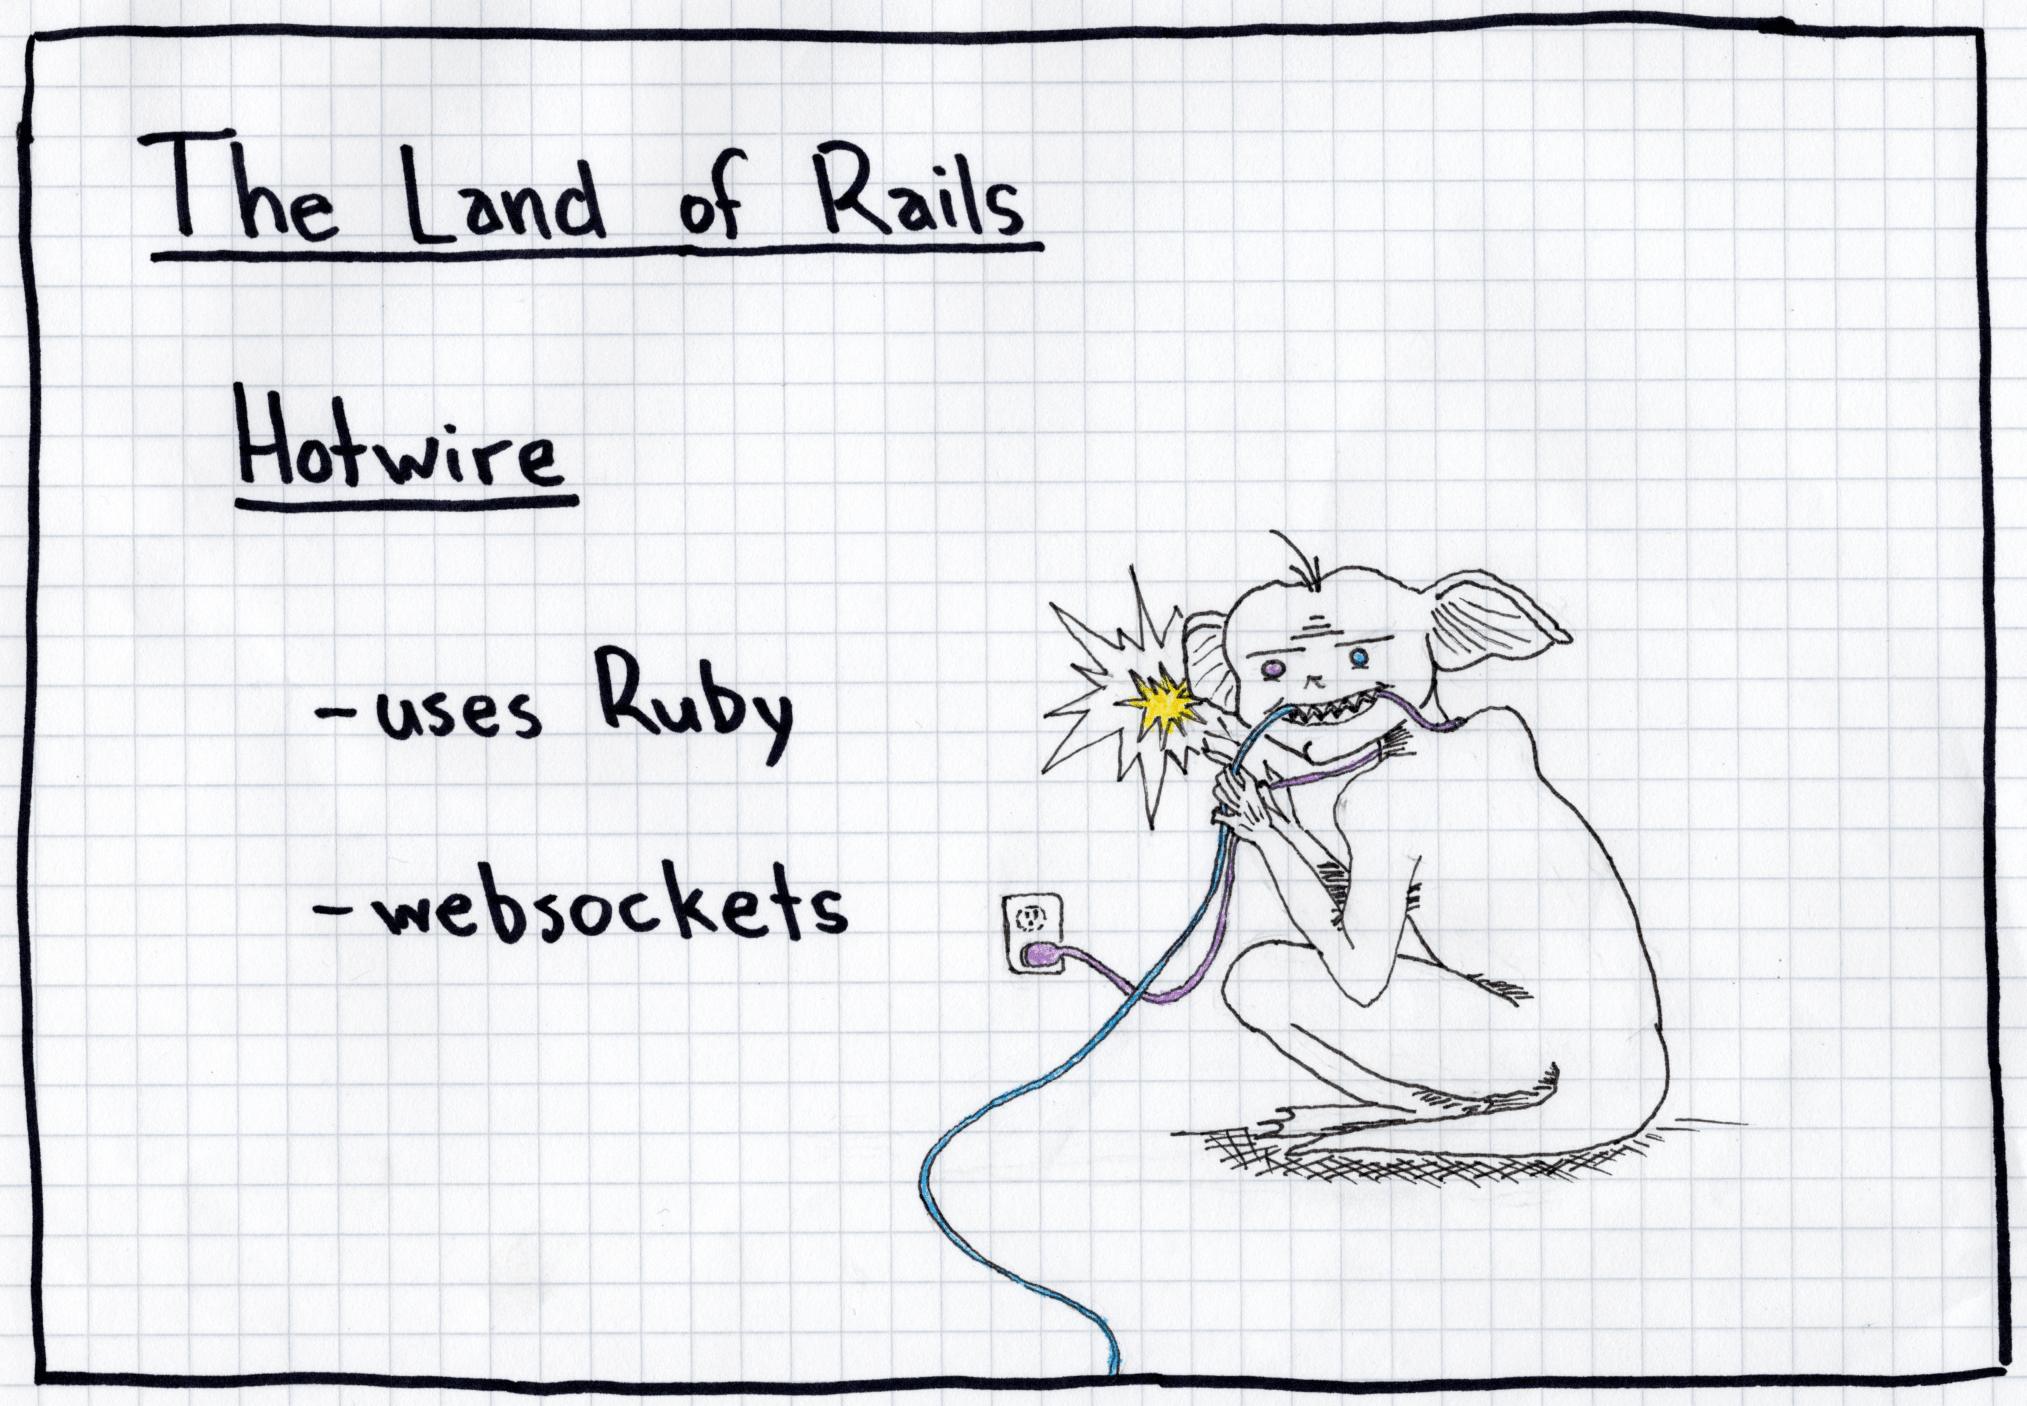 The Land of Rails
Hotwire
-uses Ruby
-websockets